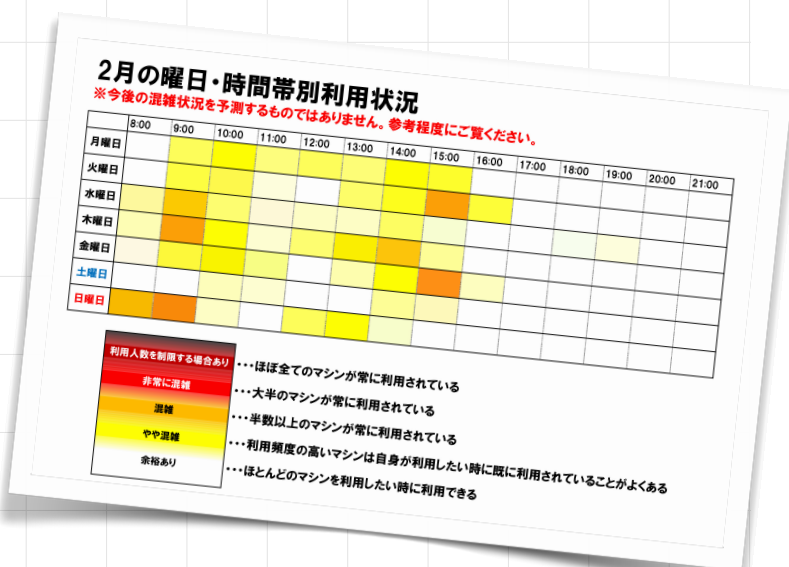 2月の曜日・時間帯別利用状況
※今後の混雑状況を予測するものではありません。参考程度にご覧ください。
8:00 9:00 10:00 11:00 12:00 13:00 14:00 15:00 16:00 17:00 18:00 19:00 20:00 21:00
月曜日
火曜日
水曜日
木曜日
金曜日
土曜日
日曜日
利用人数を制限する場合あり ・・・ほぼ全てのマシンが常に利用されている
非常に混雑 ・・・大半のマシンが常に利用されている
混雑 ・・・半数以上のマシンが常に利用されている
やや混雑 ・・・利用頻度の高いマシンは自身が利用したい時に既に利用されていることがよくある
余裕あり ・・・ほとんどのマシンを利用したい時に利用できる